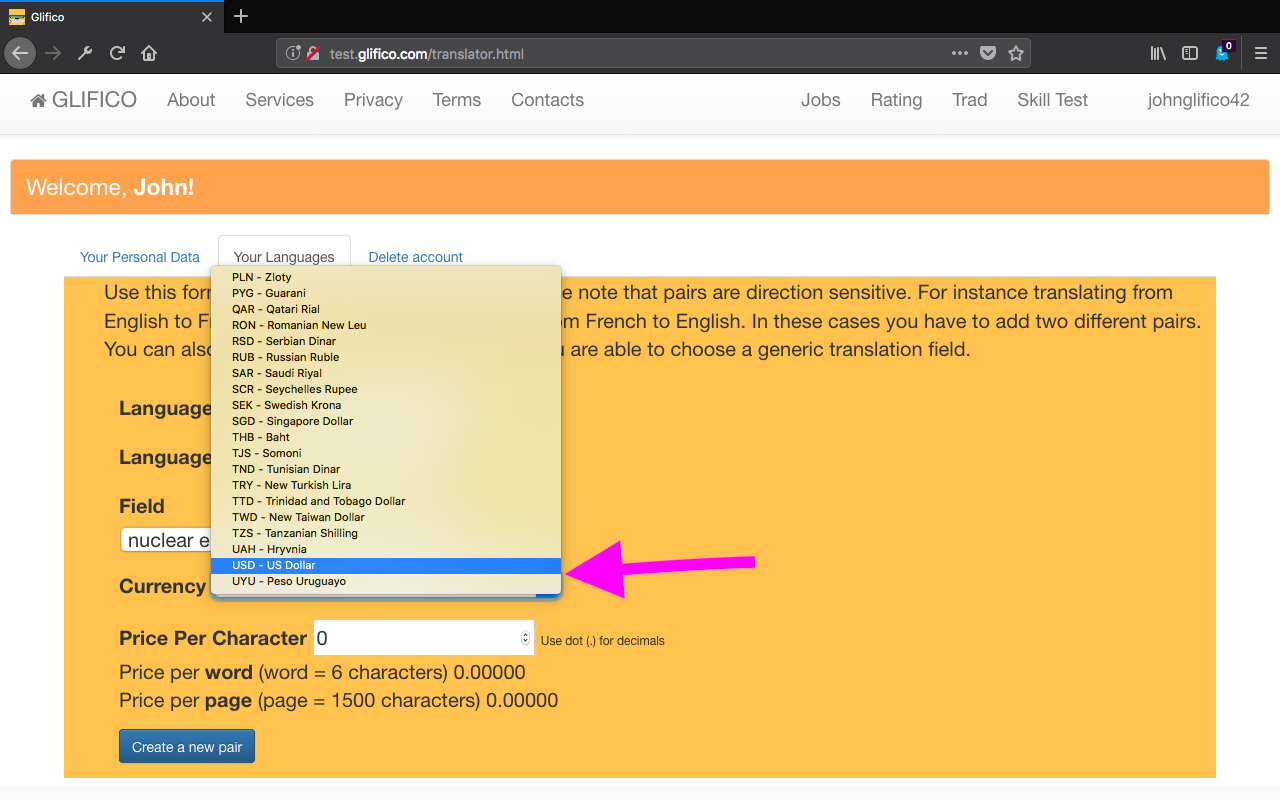 Glifico
test.glifico.com/translator.html
0
GLIFICO About Services Privacy Terms Contacts Jobs Rating Trad Skill Test johnglifico42
Welcome, John!
Your Personal Data Your Languages Delete account
Use this for
e note that pairs are direction sensitive. For instance translating from
English to F
m French to English. In these cases you have to add two different pairs.
You can also
are able to choose a generic translation field.
PLN - Zloty
PYG - Guarani
QAR - Qatari Rial
RON - Romanian New Leu
RSD - Serbian Dinar
RUB - Russian Ruble
SAR - Saudi Riyal
SCR - Seychelles Rupee
SEK - Swedish Krona
SGD - Singapore Dollar
THB - Baht
TJS - Somoni
TND - Tunisian Dinar
TRY - New Turkish Lira
TTD - Trinidad and Tobago Dollar
TWD - New Taiwan Dollar
TZS - Tanzanian Shilling
UAH - Hryvnia
USD - US Dollar
UYU - Peso Uruguayo
Language
Language
Field
nuclear e
Currency
Price Per Character 0 Use dot (.) for decimals
Price per word (word = 6 characters) 0.00000
Price per page (page = 1500 characters) 0.00000
Create a new pair